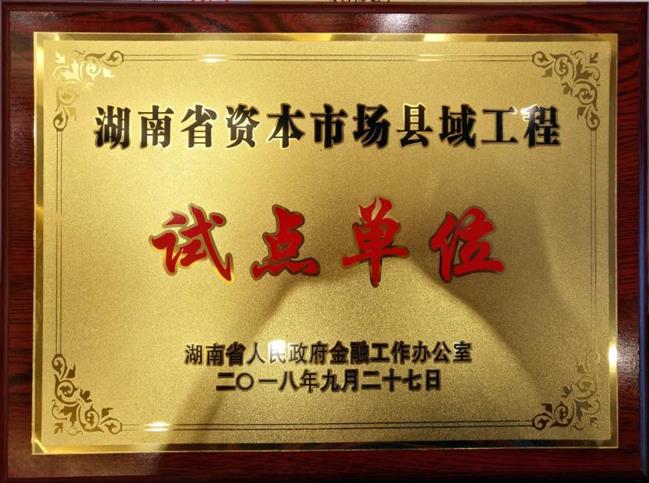 湖南省资本市场县域工程
试点单位
湖南省人民政府金融工作办公室
二〇一八年九月二十七日